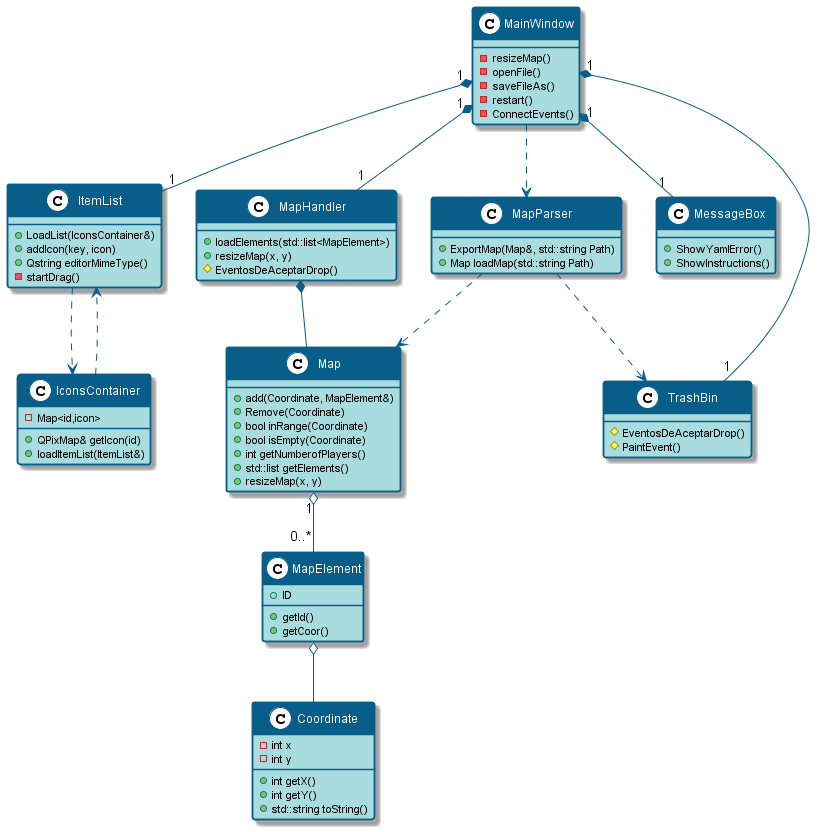 C MainWindow
resizeMap()
openFile()
saveFileAs()
restart()
ConnectEvents()
1
1
1
1
1
1
1
1
C ItemList
LoadList(IconsContainer&)
addIcon(key, icon)
Qstring editorMimeType()
startDrag()
C MapHandler
loadElements(std::list<MapElement>)
resizeMap(x, y)
EventosDeAceptarDrop()
C MapParser
ExportMap(Map&, std::string Path)
Map loadMap(std::string Path)
C MessageBox
ShowYamlError()
ShowInstructions()
C IconsContainer
Map<id,icon>
QPixMap& getIcon(id)
loadItemList(ItemList&)
C Map
add(Coordinate, MapElement&)
Remove(Coordinate)
bool inRange(Coordinate)
bool isEmpty(Coordinate)
int getNumberofPlayers()
std::list getElements()
resizeMap(x, y)
C TrashBin
EventosDeAceptarDrop()
PaintEvent()
1
0..*
C MapElement
ID
getId()
getCoor()
C Coordinate
int x
int y
int getX()
int getY()
std::string toString()